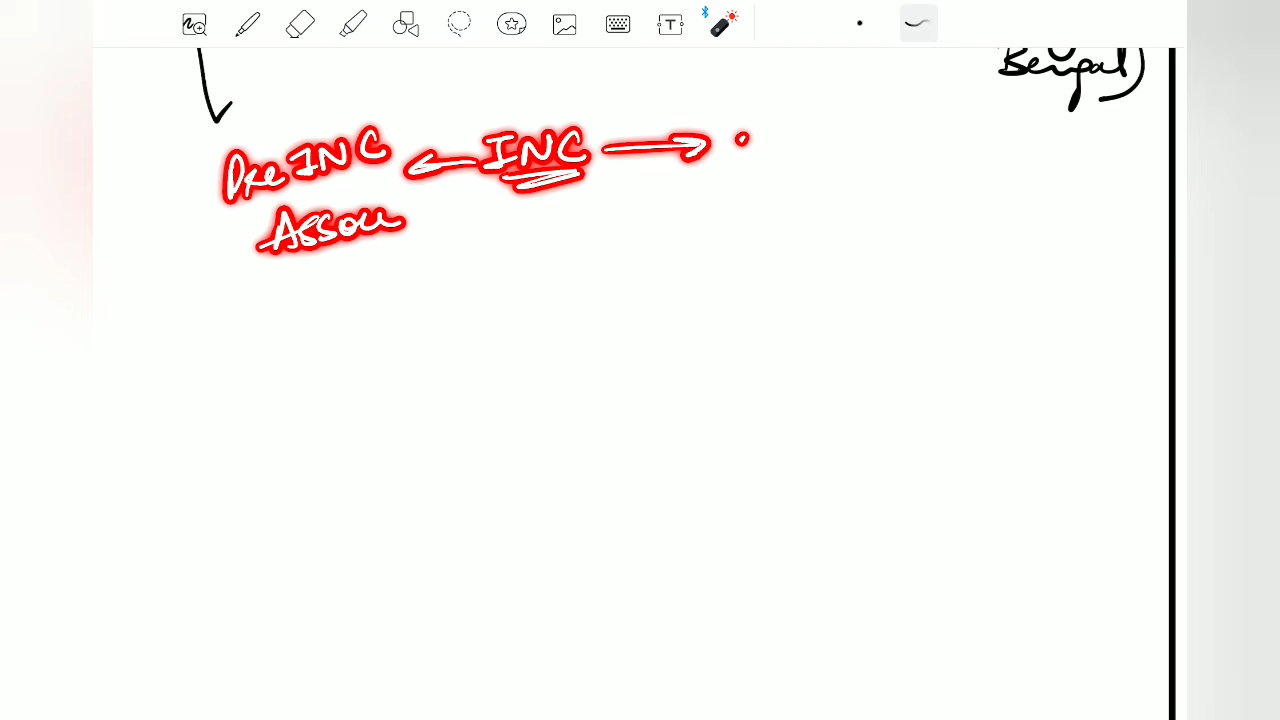 Bengal)
Pre INC ← INC → .
Assou